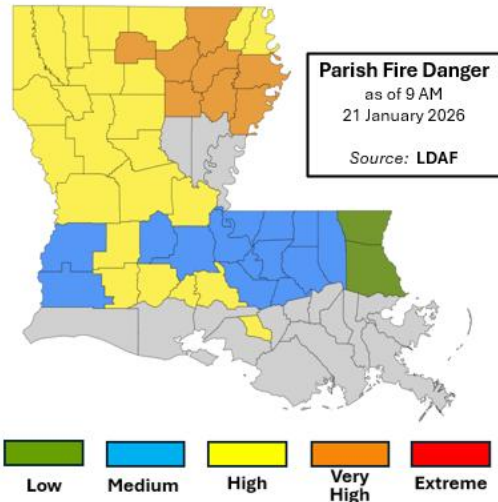 Parish Fire Danger
as of 9 AM
21 January 2026
Source: LDAF
Low
Medium
High
Very
High
Extreme